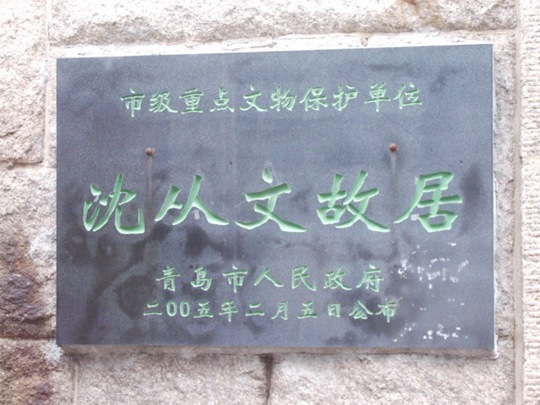 市级重点文物保护单位
沈从文故居
青岛市人民政府
二00五年二月五日公布